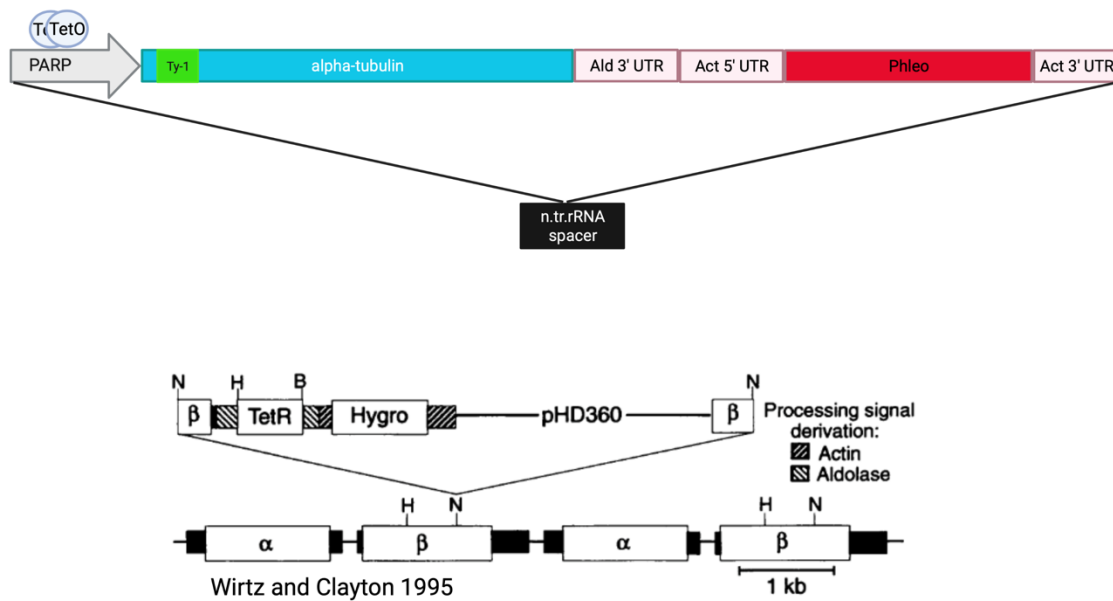 TetO
PARP
Ty-1
alpha-tubulin
Ald 3' UTR
Act 5' UTR
Phleo
Act 3' UTR
n.tr.rRNA
spacer
N
H
B
N
β
TetR
Hygro
pHD360
β
Processing signal
derivation:
Actin
Aldolase
H
N
H
N
α
β
α
β
1 kb
Wirtz and Clayton 1995